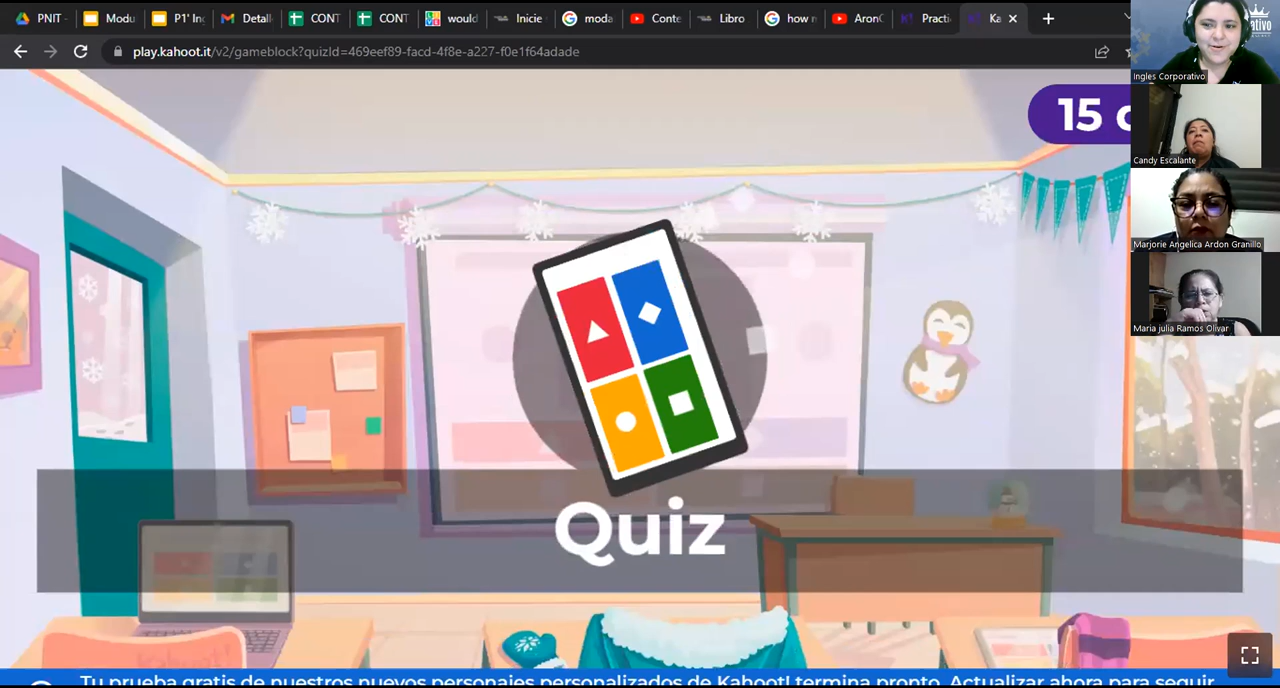 PNIT -
Modu
P1' Ing
Detall
CONT
CONT
would
Inicie
moda
Conte
Libro
how m
AronC
Practi
Ka
play.kahoot.it/v2/gameblock?quizId=469eef89-facd-4f8e-a227-f0e1f64adade
ativo
Ingles Corporativo
15
Candy Escalante
Marjorie Angelica Ardon Granillo
Maria julia Ramos Olivar
Quiz
Tu prueba gratis de nuestros nuevos personajes personalizados de Kahoot! termina pronto. Actualizar ahora para seguir